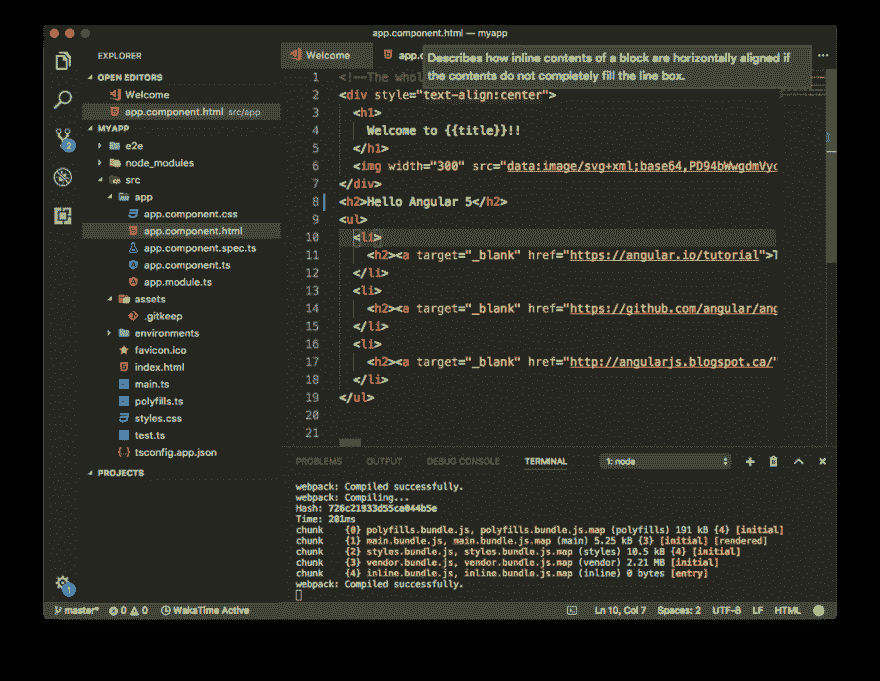 app.component.html — myapp
EXPLORER
OPEN EDITORS
Welcome
app.component.html src/app
MYAPP
e2e
node_modules
src
app
app.component.css
app.component.html
app.component.spec.ts
app.component.ts
app.module.ts
assets
.gitkeep
environments
favicon.ico
index.html
main.ts
polyfills.ts
styles.css
test.ts
tsconfig.app.json
PROJECTS
2
1
Welcome
app.c
Describes how inline contents of a block are horizontally aligned if
the contents do not completely fill the line box.
1 <!--The whol
2 <div style="text-align:center">
3 <h1>
4 Welcome to {{title}}!!
5 </h1>
6 <img width="300" src="data:image/svg+xml;base64,PD94bWwgdmVyc
7 </div>
8 <h2>Hello Angular 5</h2>
9 <ul>
10 <li>
11 <h2><a target="_blank" href="https://angular.io/tutorial">T
12 </li>
13 <li>
14 <h2><a target="_blank" href="https://github.com/angular/ang
15 </li>
16 <li>
17 <h2><a target="_blank" href="http://angularjs.blogspot.ca/"
18 </li>
19 </ul>
20
21
PROBLEMS OUTPUT DEBUG CONSOLE TERMINAL 1: node
webpack: Compiled successfully.
webpack: Compiling...
Hash: 726c21933d55ca044b5e
Time: 201ms
chunk {0} polyfills.bundle.js, polyfills.bundle.js.map (polyfills) 191 kB {4} [initial]
chunk {1} main.bundle.js, main.bundle.js.map (main) 5.25 kB {3} [initial] [rendered]
chunk {2} styles.bundle.js, styles.bundle.js.map (styles) 10.5 kB {4} [initial]
chunk {3} vendor.bundle.js, vendor.bundle.js.map (vendor) 2.21 MB [initial]
chunk {4} inline.bundle.js, inline.bundle.js.map (inline) 0 bytes [entry]
webpack: Compiled successfully.
master* 0 0 WakaTime Active Ln 10, Col 7 Spaces: 2 UTF-8 LF HTML